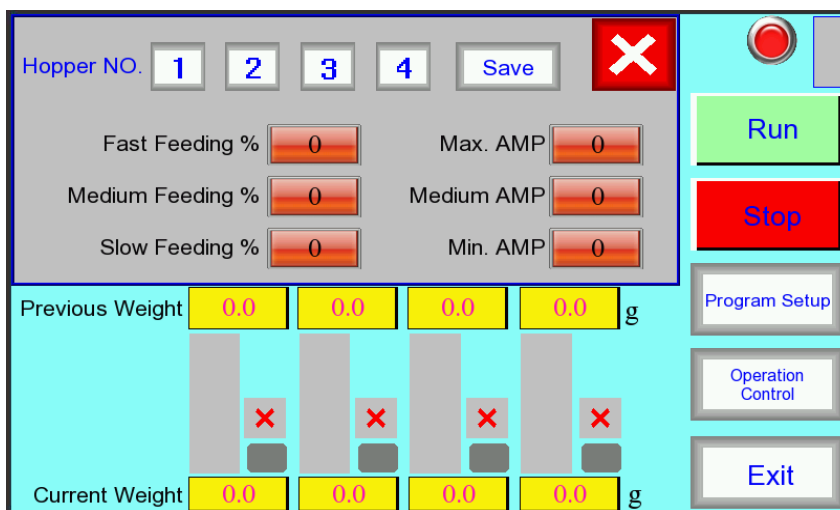 Hopper NO. 1 2 3 4 Save
Run
Fast Feeding % 0 Max. AMP 0
Medium Feeding % 0 Medium AMP 0
Stop
Slow Feeding % 0 Min. AMP 0
Previous Weight 0.0 0.0 0.0 0.0 g
Program Setup
Operation
Control
Exit
Current Weight 0.0 0.0 0.0 0.0 g